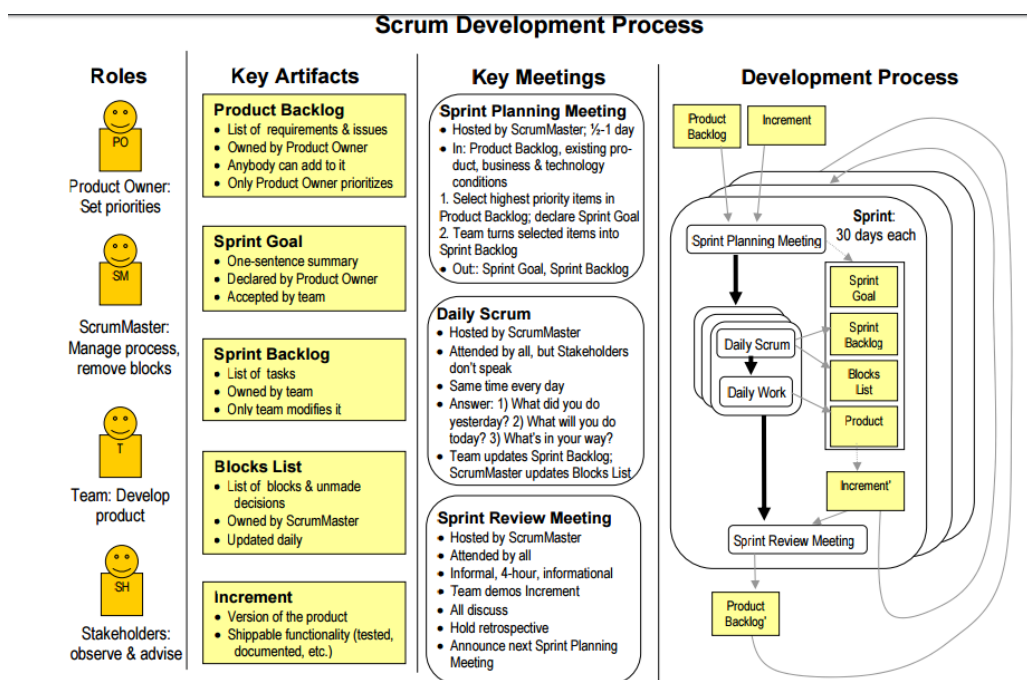 Scrum Development Process
Roles
PO
Product Owner:
Set priorities
SM
ScrumMaster:
Manage process,
remove blocks
T
Team: Develop
product
SH
Stakeholders:
observe & advise
Key Artifacts
Product Backlog
• List of requirements & issues
• Owned by Product Owner
• Anybody can add to it
• Only Product Owner prioritizes
Sprint Goal
• One-sentence summary
• Declared by Product Owner
• Accepted by team
Sprint Backlog
• List of tasks
• Owned by team
• Only team modifies it
Blocks List
• List of blocks & unmade
decisions
• Owned by ScrumMaster
• Updated daily
Increment
• Version of the product
• Shippable functionality (tested,
documented, etc.)
Key Meetings
Sprint Planning Meeting
• Hosted by ScrumMaster; ½-1 day
• In: Product Backlog, existing pro-
duct, business & technology
conditions
1. Select highest priority items in
Product Backlog; declare Sprint Goal
2. Team turns selected items into
Sprint Backlog
• Out:: Sprint Goal, Sprint Backlog
Daily Scrum
• Hosted by ScrumMaster
• Attended by all, but Stakeholders
don't speak
• Same time every day
• Answer: 1) What did you do
yesterday? 2) What will you do
today? 3) What's in your way?
• Team updates Sprint Backlog;
ScrumMaster updates Blocks List
Sprint Review Meeting
• Hosted by ScrumMaster
• Attended by all
• Informal, 4-hour, informational
• Team demos Increment
• All discuss
• Hold retrospective
• Announce next Sprint Planning
Meeting
Development Process
Product
Backlog
Increment
Sprint:
30 days each
Sprint Planning Meeting
Sprint
Goal
Daily Scrum
Sprint
Backlog
Blocks
List
Daily Work
Product
Increment'
Sprint Review Meeting
Product
Backlog'